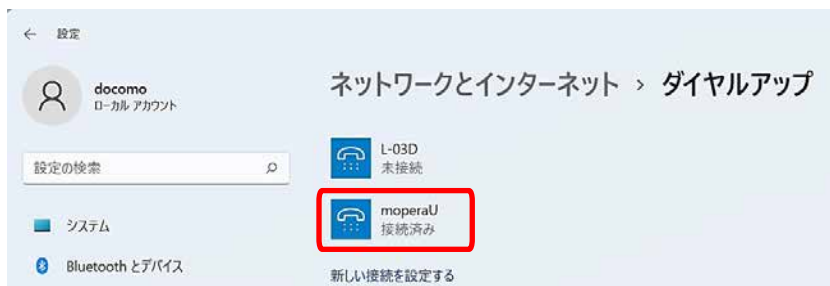 ← 設定
docomo
ローカル アカウント
設定の検索
システム
Bluetooth とデバイス
ネットワークとインターネット › ダイヤルアップ
L-03D
未接続
moperaU
接続済み
新しい接続を設定する